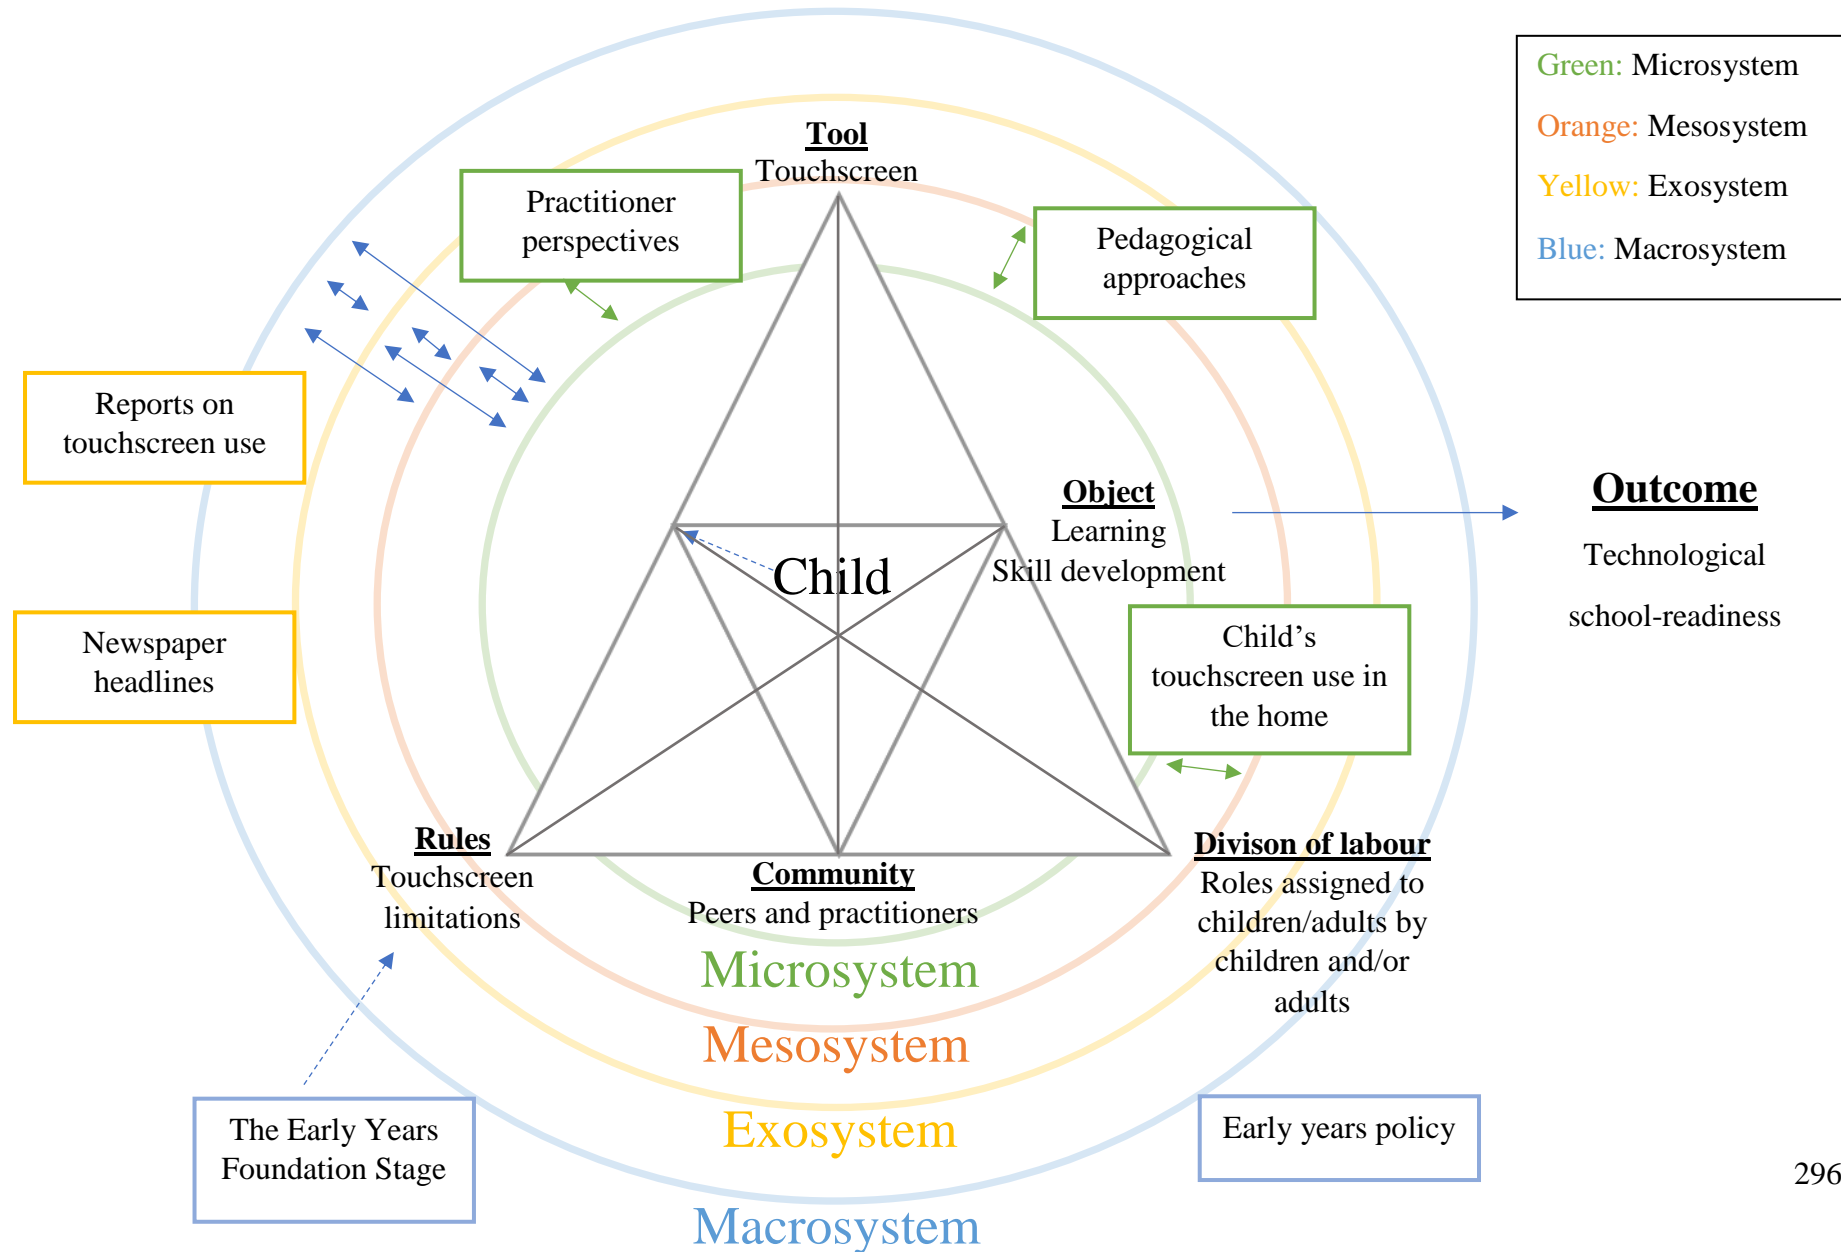 Green: Microsystem
Orange: Mesosystem
Yellow: Exosystem
Blue: Macrosystem
Tool
Touchscreen
Practitioner
perspectives
Pedagogical
approaches
Reports on
touchscreen use
Object
Learning
Skill development
Outcome
Technological
school-readiness
Child
Newspaper
headlines
Child’s
touchscreen use in
the home
Rules
Touchscreen
limitations
Community
Peers and practitioners
Divison of labour
Roles assigned to
children/adults by
children and/or
adults
Microsystem
Mesosystem
Exosystem
Macrosystem
The Early Years
Foundation Stage
Early years policy
296